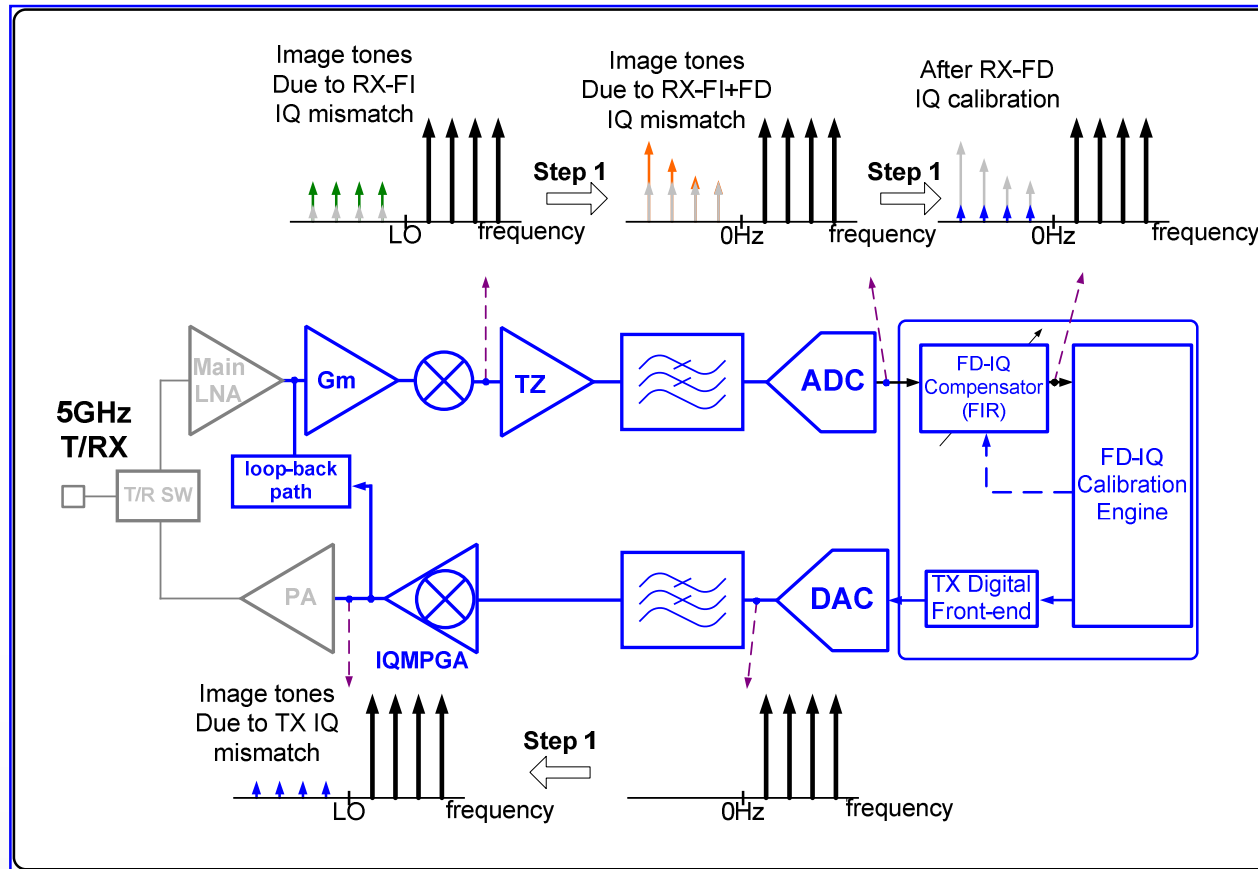 Image tones
Due to RX-FI
IQ mismatch
LO
frequency
Step 1
Image tones
Due to RX-FI+FD
IQ mismatch
0Hz
frequency
Step 1
After RX-FD
IQ calibration
0Hz
frequency
5GHz
T/RX
T/R SW
Main
LNA
Gm
TZ
ADC
FD-IQ
Compensator
(FIR)
FD-IQ
Calibration
Engine
loop-back
path
PA
IQMPGA
DAC
TX Digital
Front-end
Image tones
Due to TX IQ
mismatch
LO
frequency
Step 1
0Hz
frequency